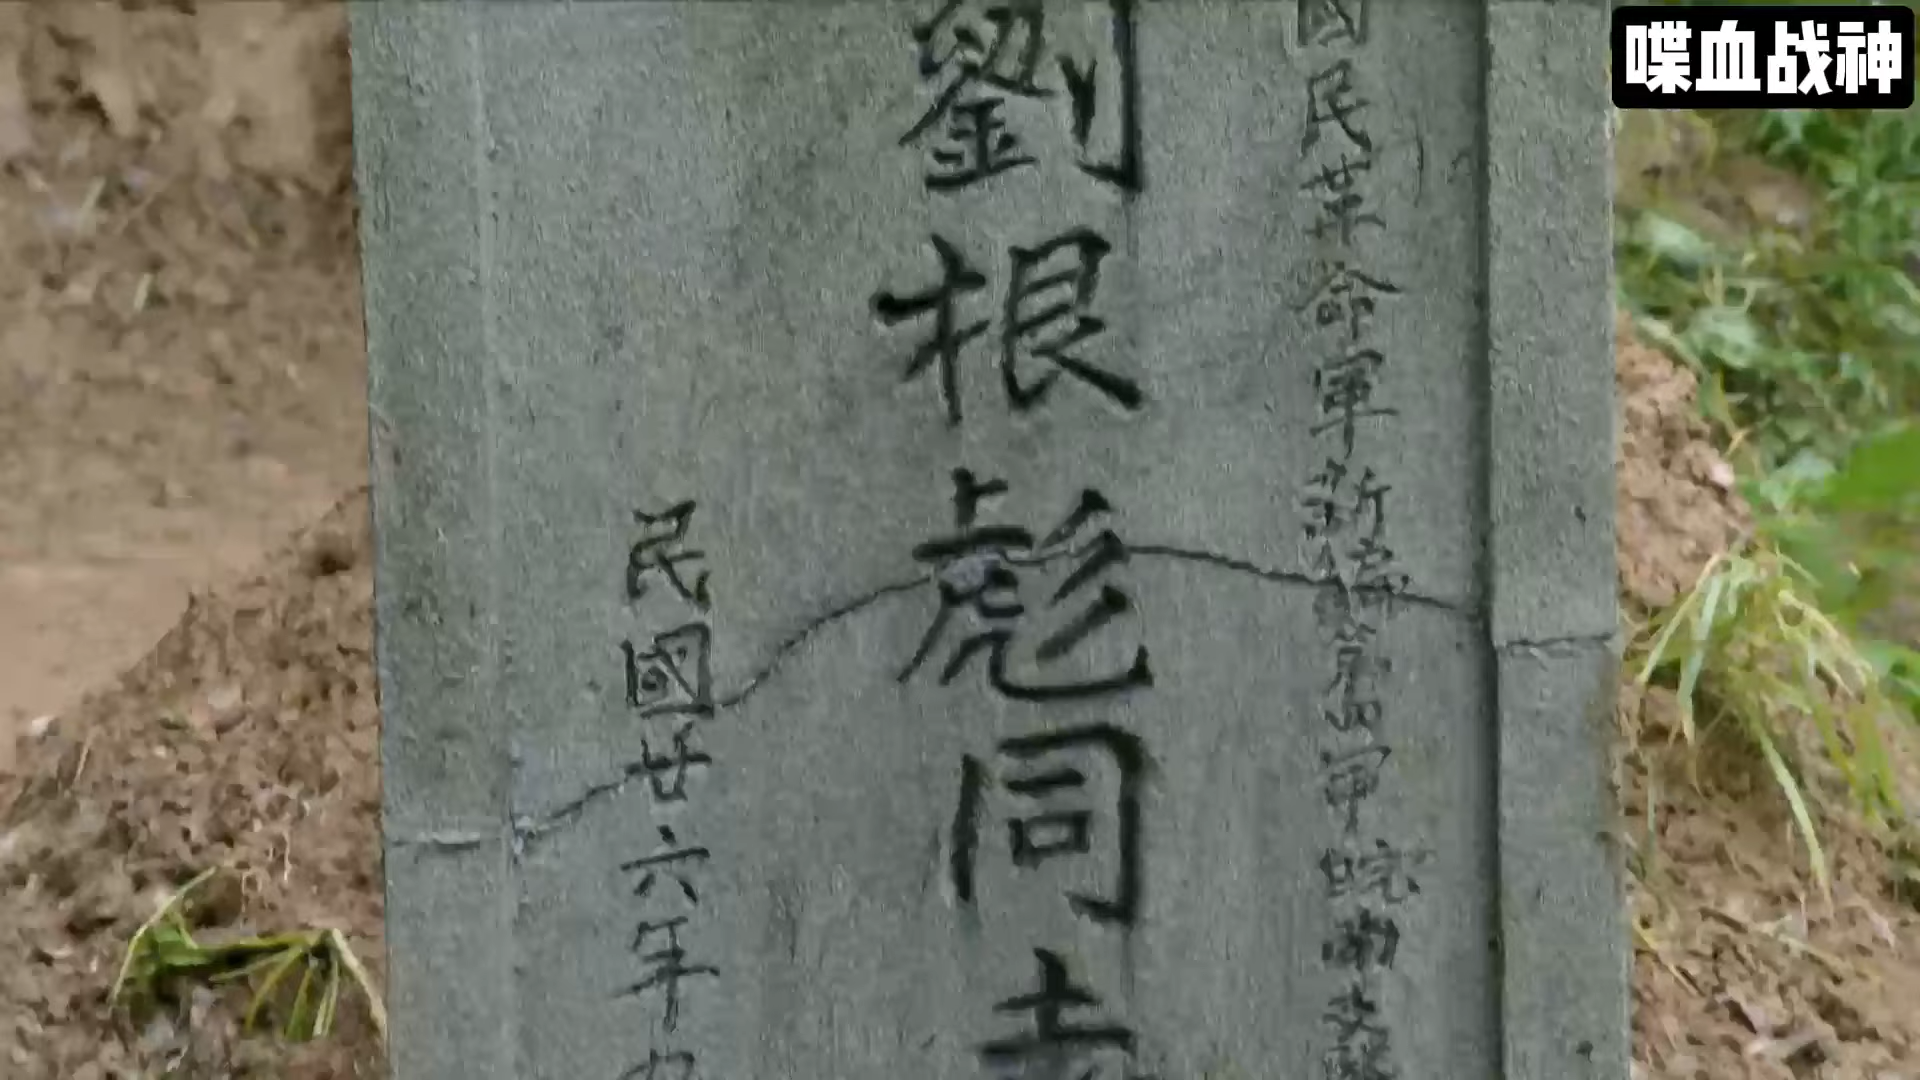 喋血战神
國民革命軍新編第四軍皖南支隊
劉根彪同志
民國廿六年九